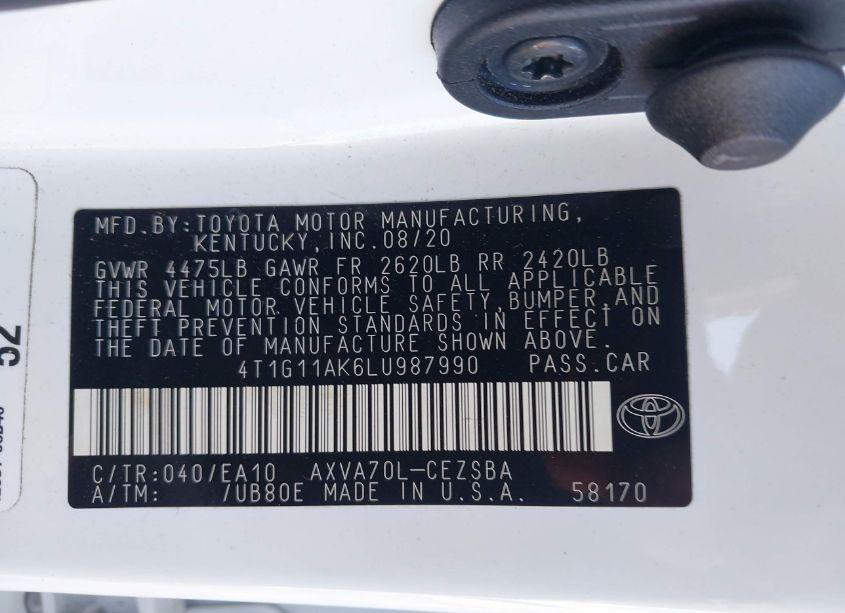 MFD.BY:TOYOTA MOTOR MANUFACTURING,
KENTUCKY,INC.08/20
GVWR 4475LB GAWR FR 2620LB RR 2420LB
THIS VEHICLE CONFORMS TO ALL APPLICABLE
FEDERAL MOTOR VEHICLE SAFETY,BUMPER,AND
THEFT PREVENTION STANDARDS IN EFFECT ON
THE DATE OF MANUFACTURE SHOWN ABOVE.
4T1G11AK6LU987990 PASS.CAR
C/TR:040/EA10 AXVA70L-CEZSBA
A/TM: /UB80E MADE IN U.S.A. 58170
52